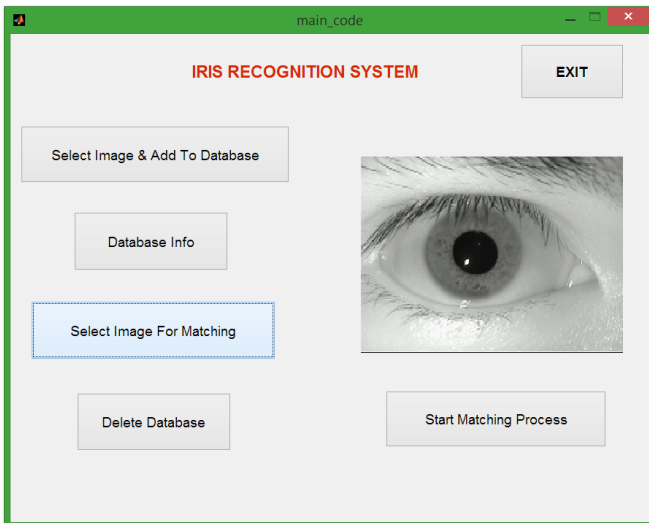 main_code
IRIS RECOGNITION SYSTEM
EXIT
Select Image & Add To Database
Database Info
Select Image For Matching
Delete Database
Start Matching Process